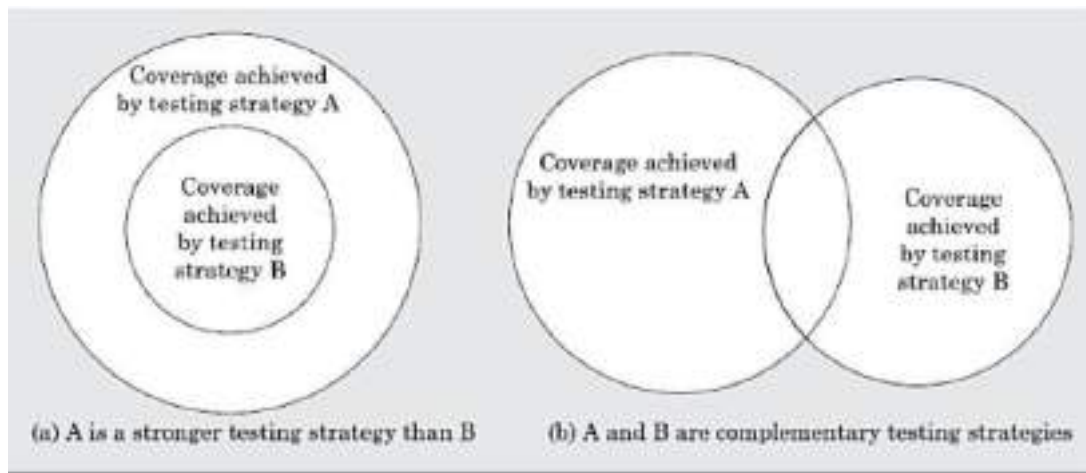 Coverage achieved
by testing strategy A
Coverage
achieved
by testing
strategy B
(a) A is a stronger testing strategy than B
Coverage achieved
by testing strategy A
Coverage
achieved
by testing
strategy B
(b) A and B are complementary testing strategies